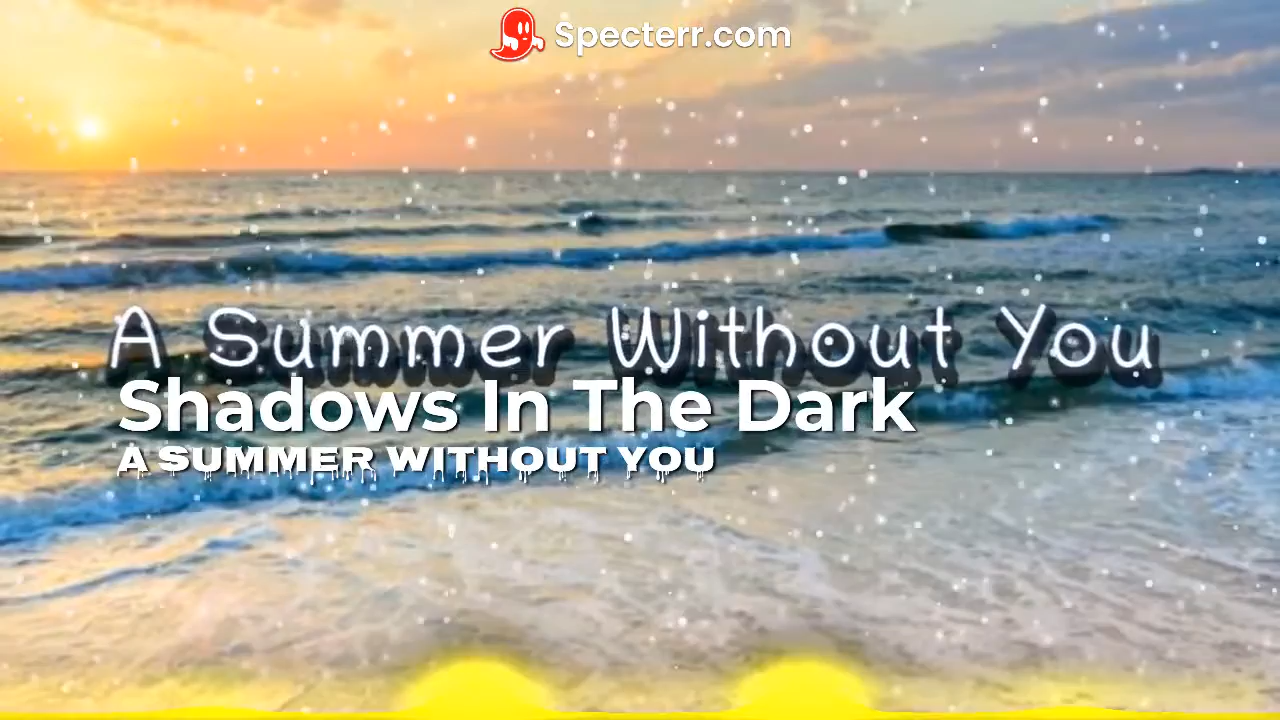 Specterr.com
A Summer Without You
Shadows In The Dark
A SUMMER WITHOUT YOU